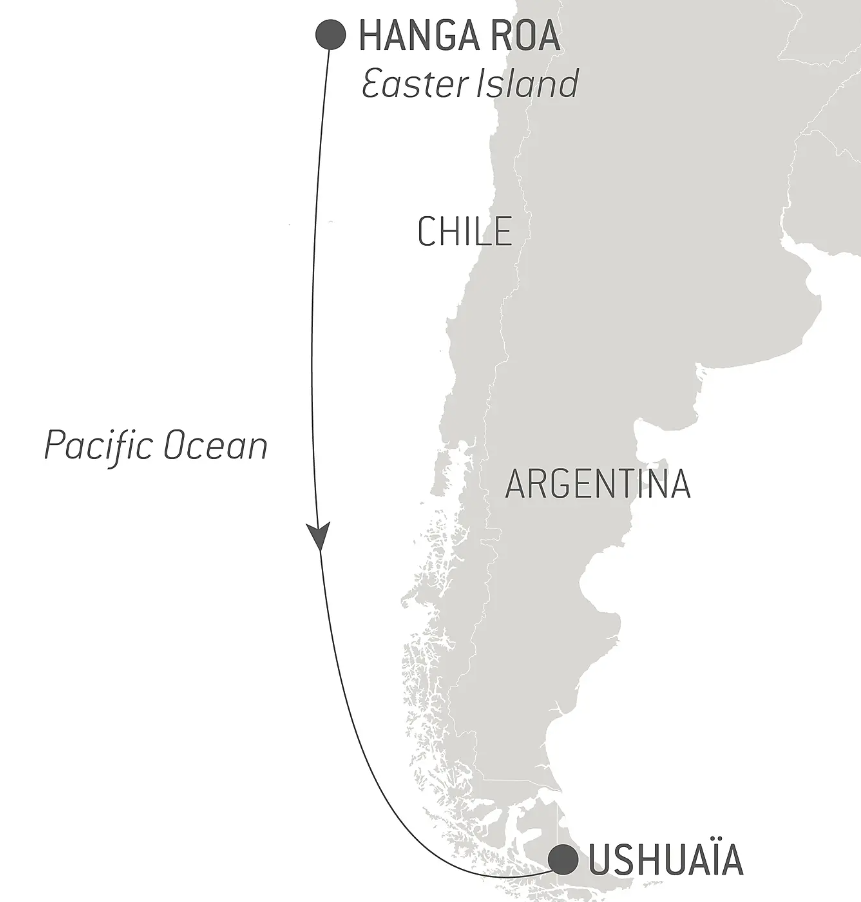 HANGA ROA
Easter Island
CHILE
Pacific Ocean
ARGENTINA
USHUAÏA